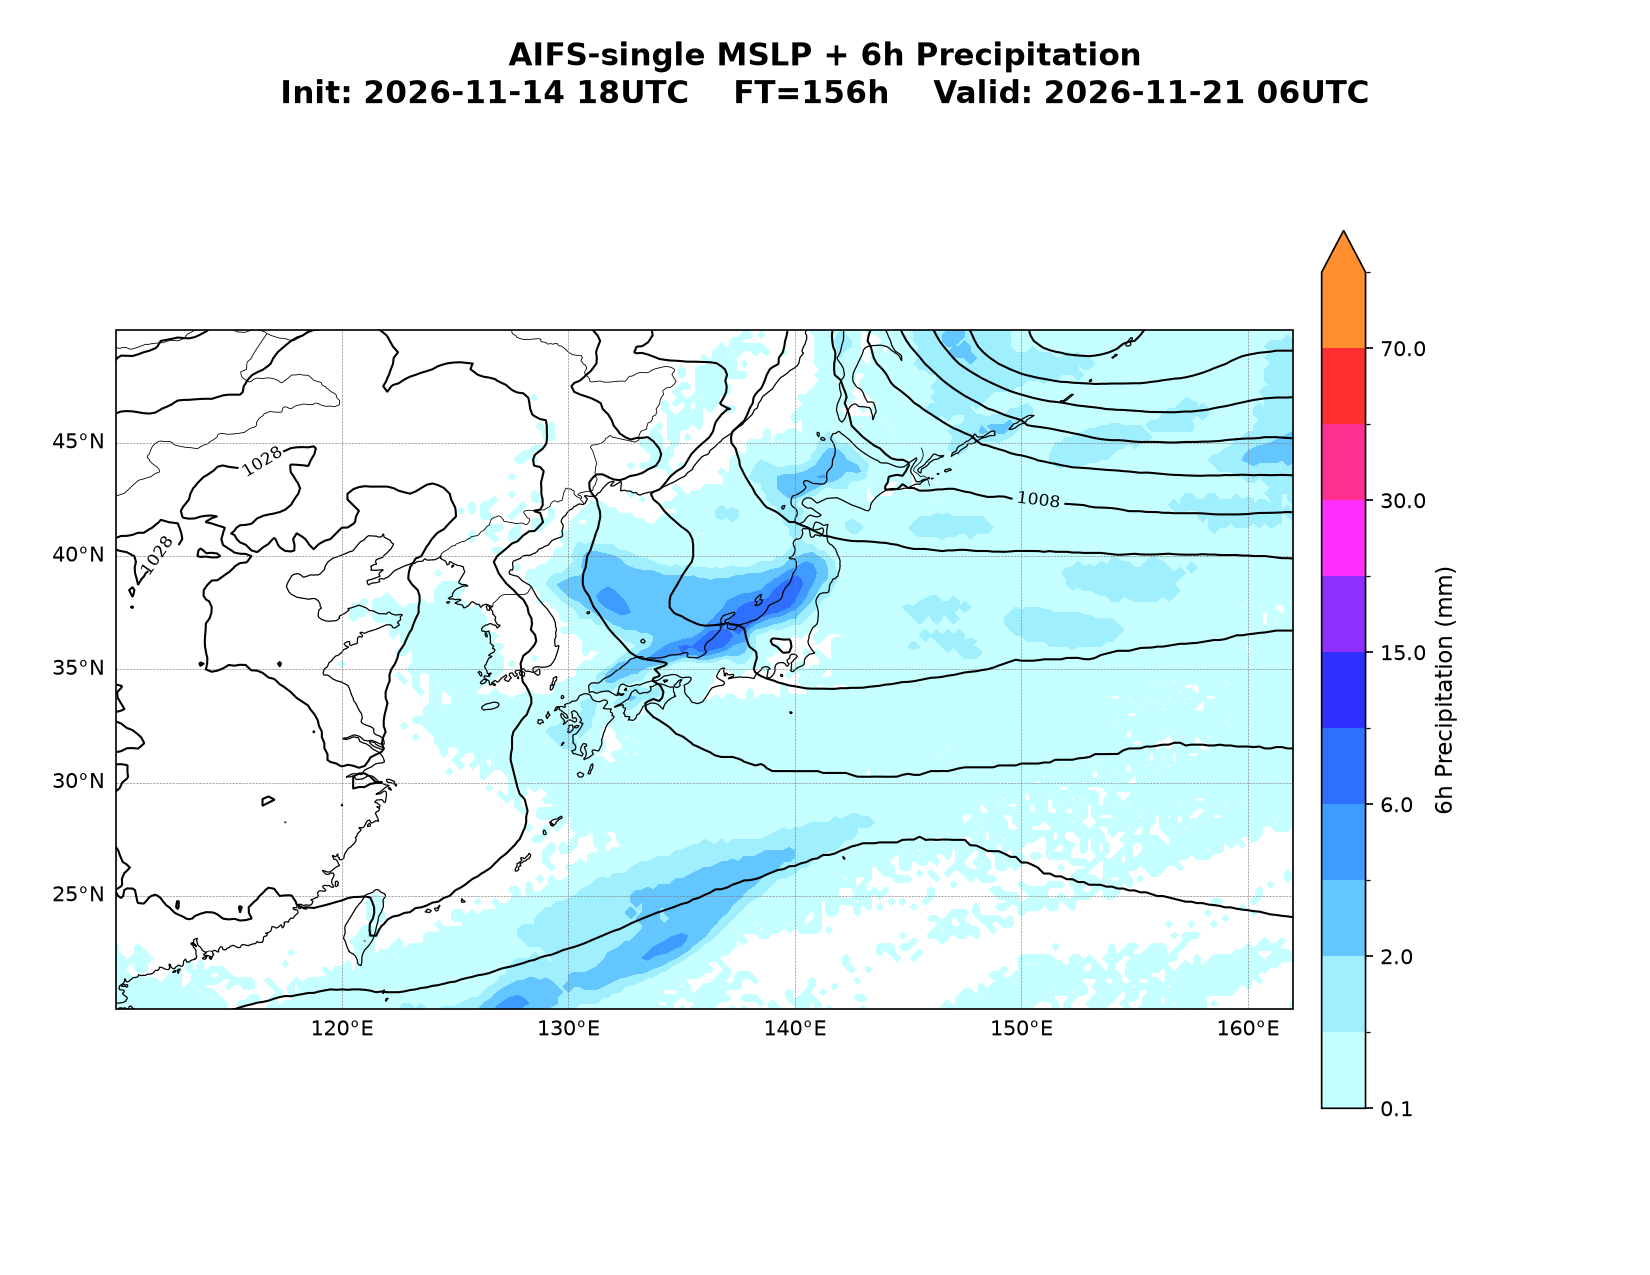 AIFS-single MSLP + 6h Precipitation
Init: 2026-11-14 18UTC    FT=156h    Valid: 2026-11-21 06UTC
70.0
30.0
15.0
6.0
2.0
0.1
6h Precipitation (mm)
45°N
40°N
35°N
30°N
25°N
1028
1028
1008
120°E
130°E
140°E
150°E
160°E